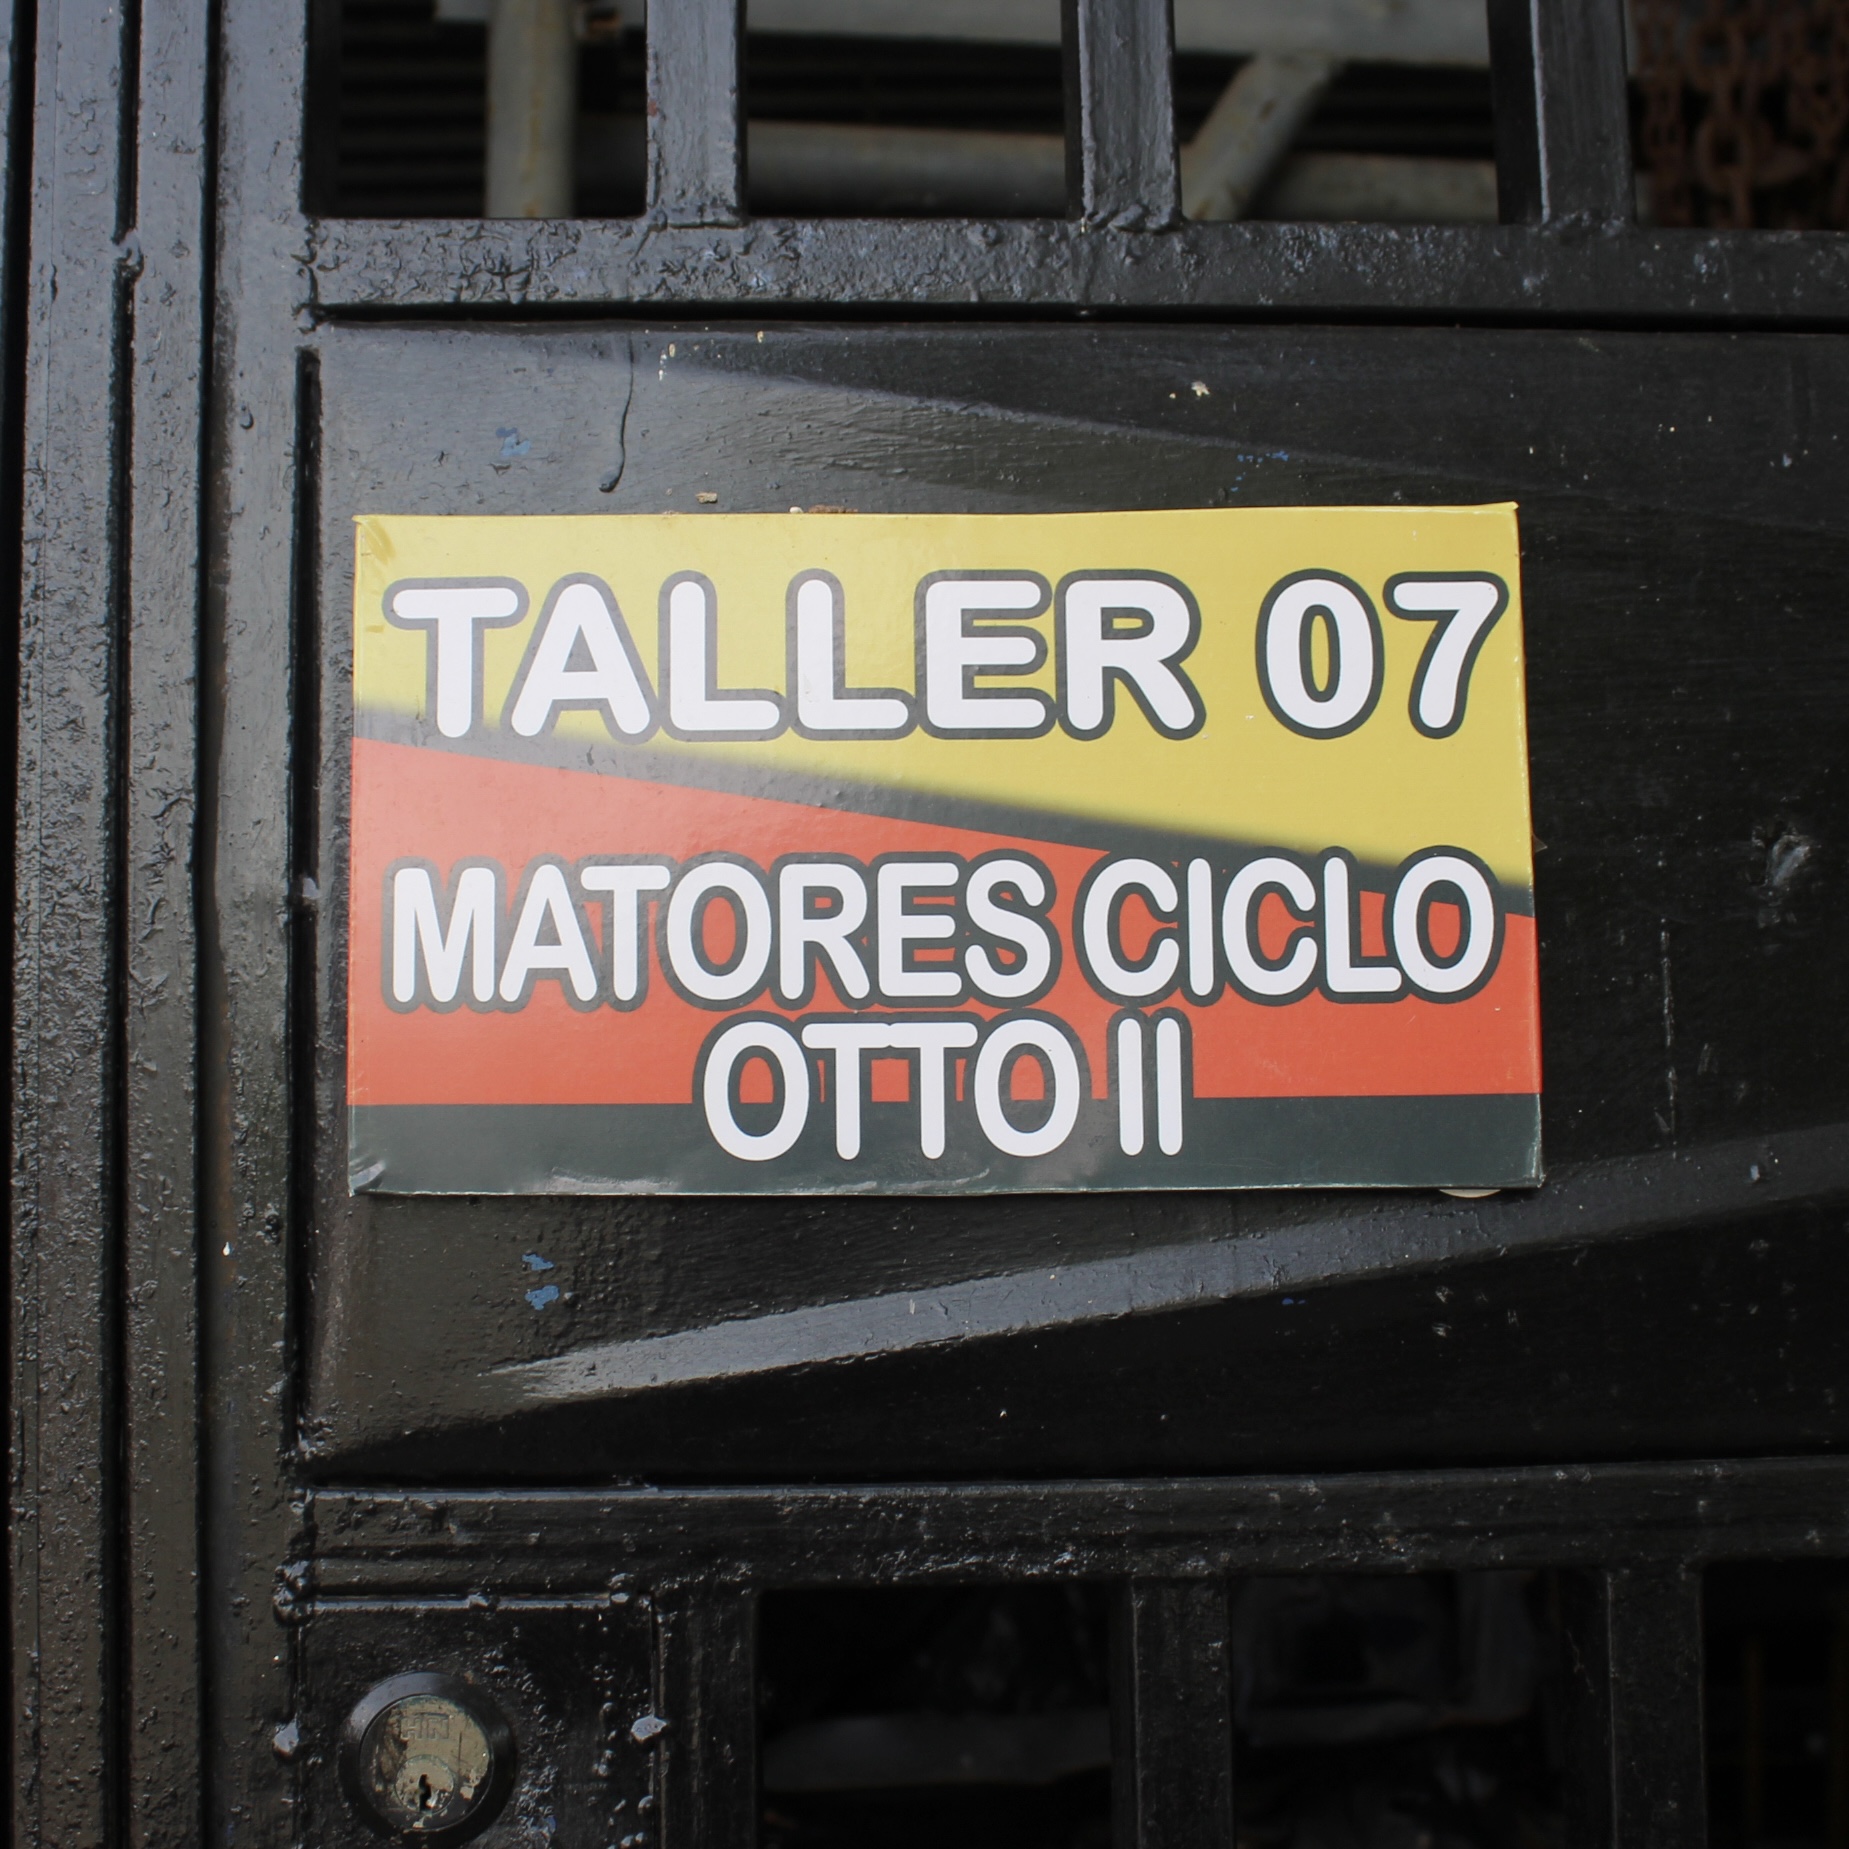 TALLER 07
MATORES CICLO
OTTO II